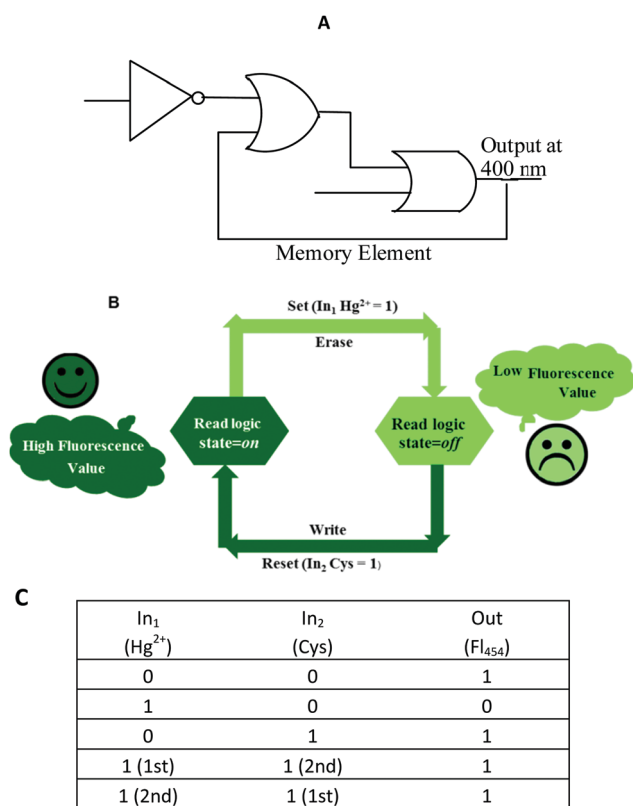 A
Output at
400 nm
Memory Element
B
Set (In₁ Hg²⁺ = 1)
Erase
Low Fluorescence
Value
Read logic
state=on
Read logic
state=off
High Fluorescence
Value
Write
Reset (In₂ Cys = 1)
C
In₁ In₂ Out
(Hg²⁺) (Cys) (Fl₄₅₄)
0 0 1
1 0 0
0 1 1
1 (1st) 1 (2nd) 1
1 (2nd) 1 (1st) 1